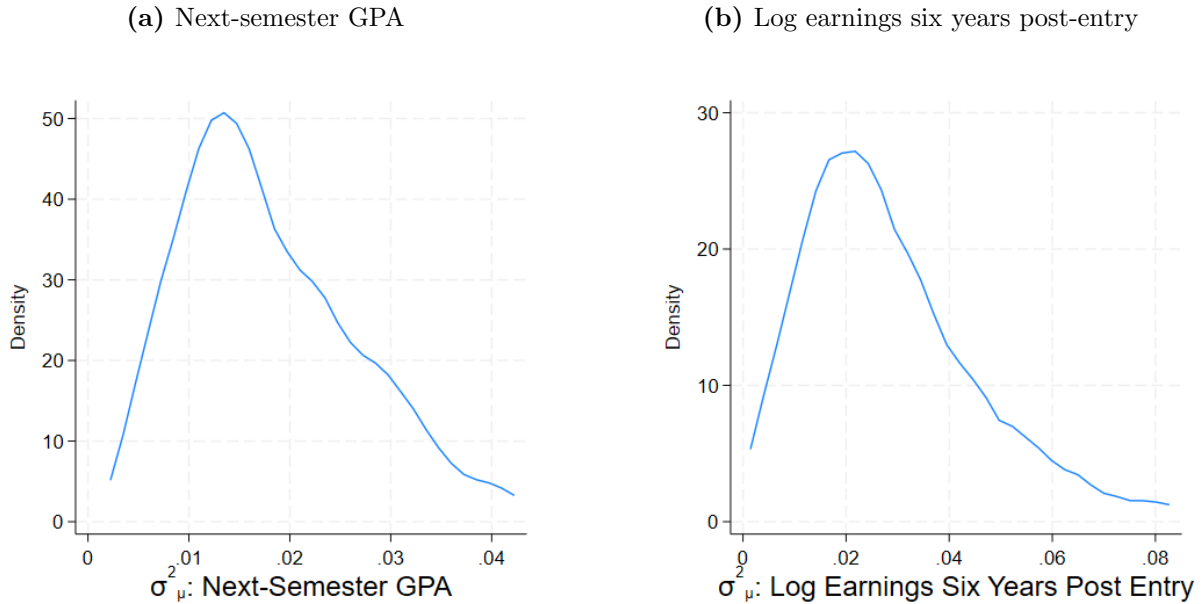 (a) Next-semester GPA
(b) Log earnings six years post-entry
50
40
30
20
10
0
Density
0 .01 .02 .03 .04
σ²μ: Next-Semester GPA
30
20
10
0
Density
0 .02 .04 .06 .08
σ²μ: Log Earnings Six Years Post Entry